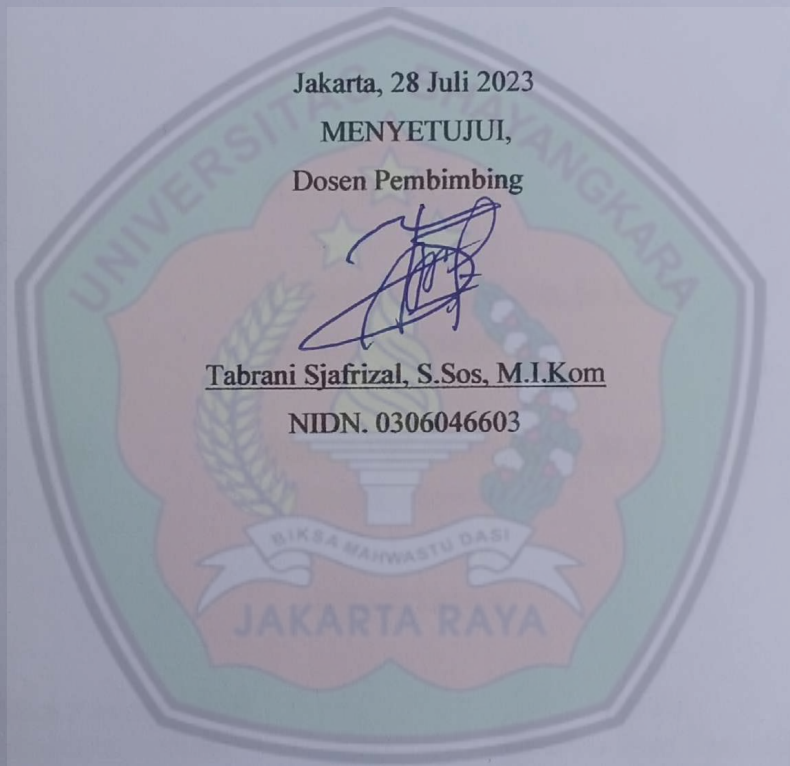 Jakarta, 28 Juli 2023
MENYETUJUI,
Dosen Pembimbing
Tabrani Sjafrizal, S.Sos, M.I.Kom
NIDN. 0306046603
UNIVERSITAS BHAYANGKARA
BIKSA MAHWASTU DASI
JAKARTA RAYA